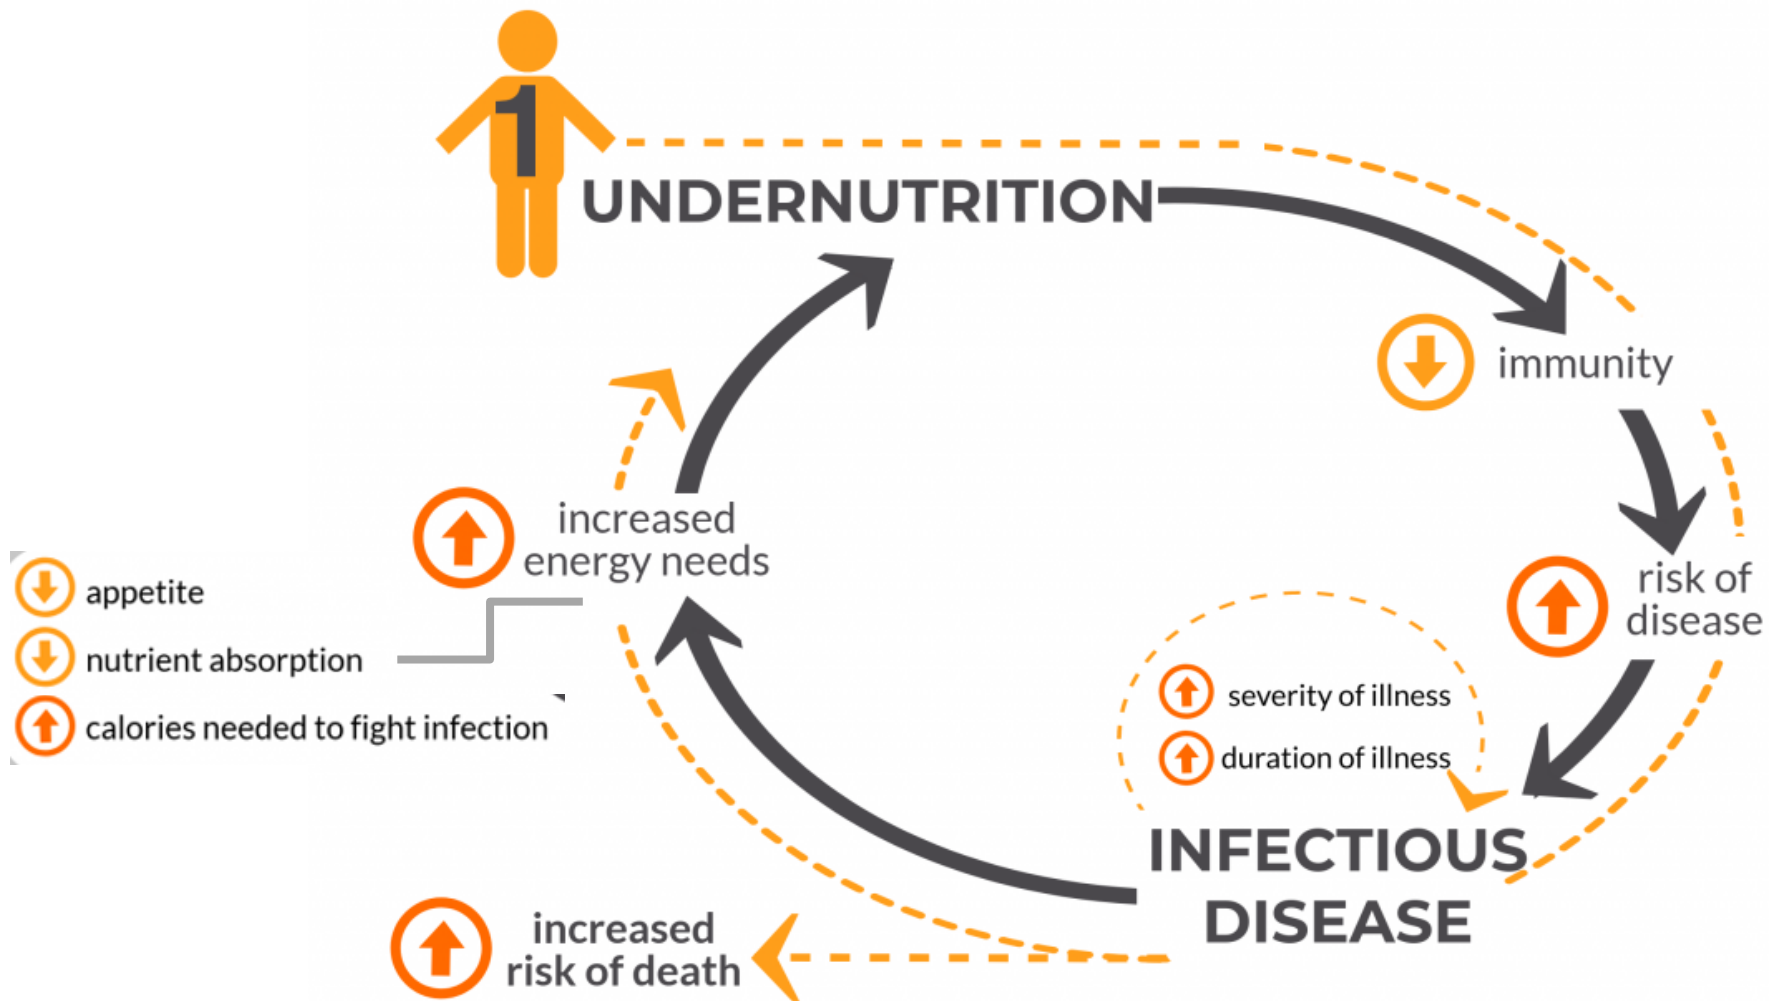 1
UNDERNUTRITION
immunity
risk of
disease
severity of illness
duration of illness
INFECTIOUS
DISEASE
increased
risk of death
increased
energy needs
appetite
nutrient absorption
calories needed to fight infection